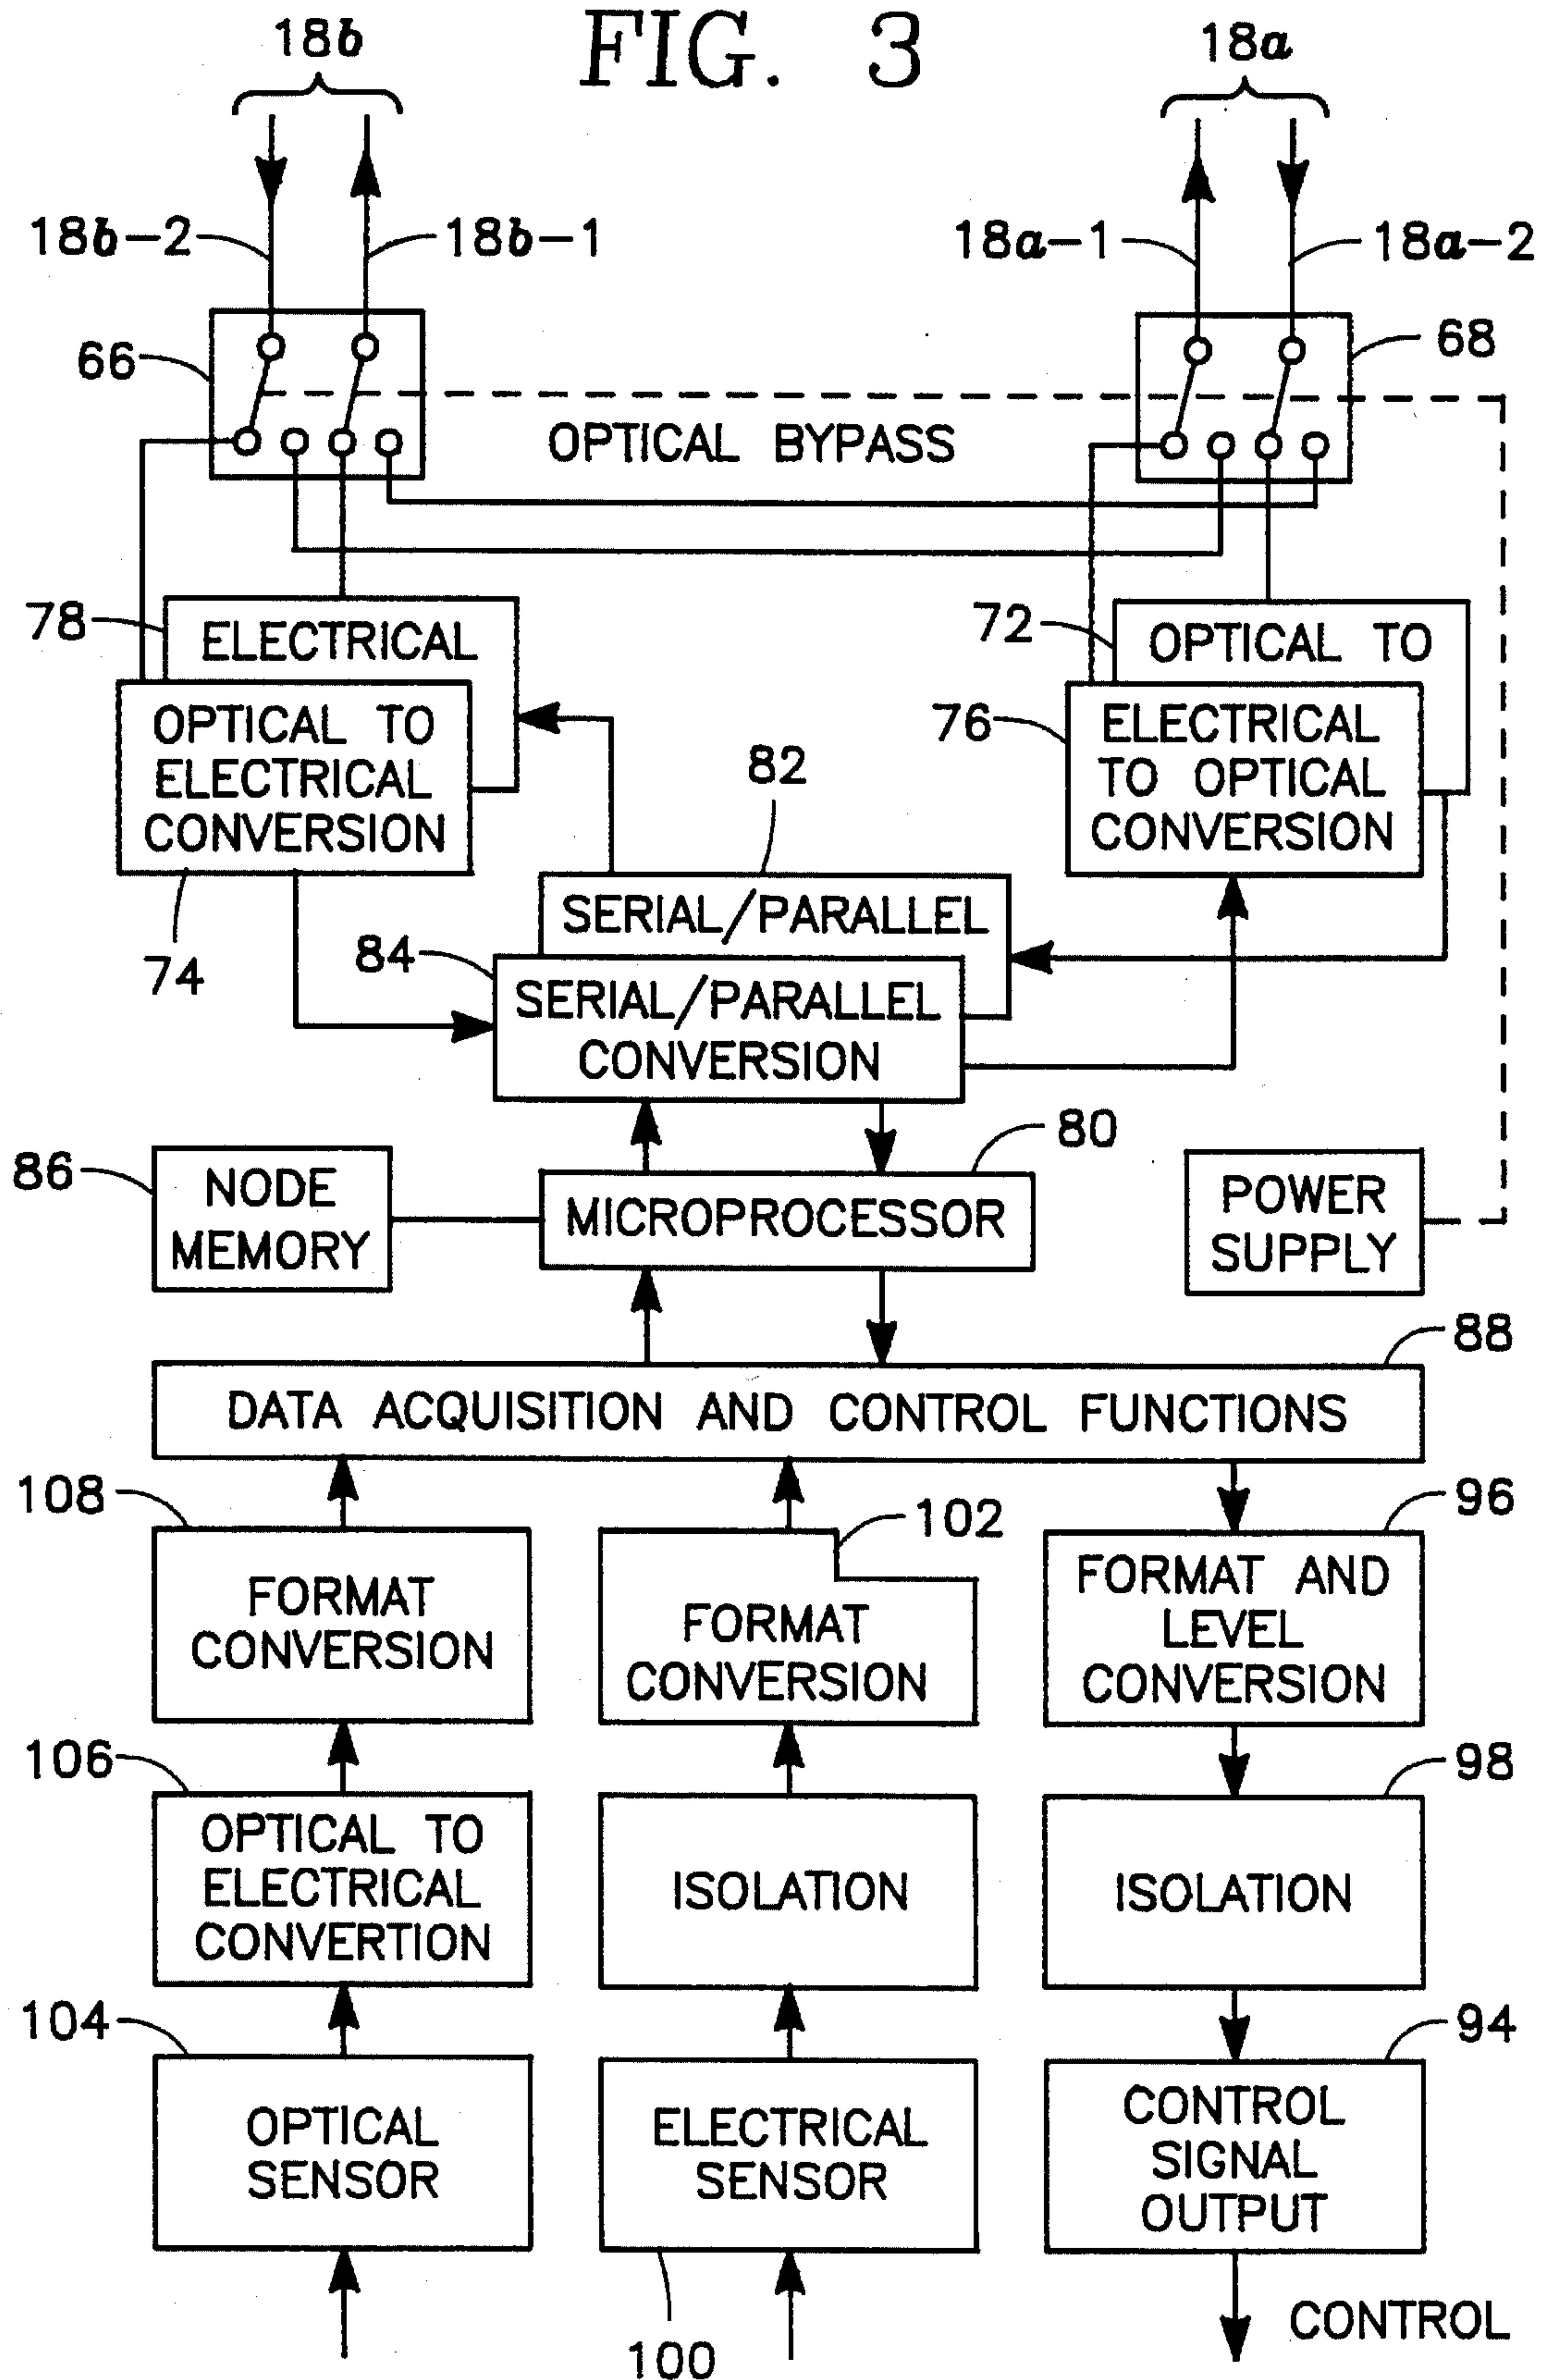 FIG. 3
18b
18a
18b-2
18b-1
18a-1
18a-2
66
68
OPTICAL BYPASS
78
ELECTRICAL
72
OPTICAL TO
OPTICAL TO
ELECTRICAL
CONVERSION
76
ELECTRICAL
TO OPTICAL
CONVERSION
74
82
SERIAL/PARALLEL
84
SERIAL/PARALLEL
CONVERSION
80
86
NODE
MEMORY
MICROPROCESSOR
POWER
SUPPLY
88
DATA ACQUISITION AND CONTROL FUNCTIONS
108
FORMAT
CONVERSION
102
FORMAT
CONVERSION
96
FORMAT AND
LEVEL
CONVERSION
106
OPTICAL TO
ELECTRICAL
CONVERTION
ISOLATION
98
ISOLATION
104
OPTICAL
SENSOR
ELECTRICAL
SENSOR
100
94
CONTROL
SIGNAL
OUTPUT
CONTROL